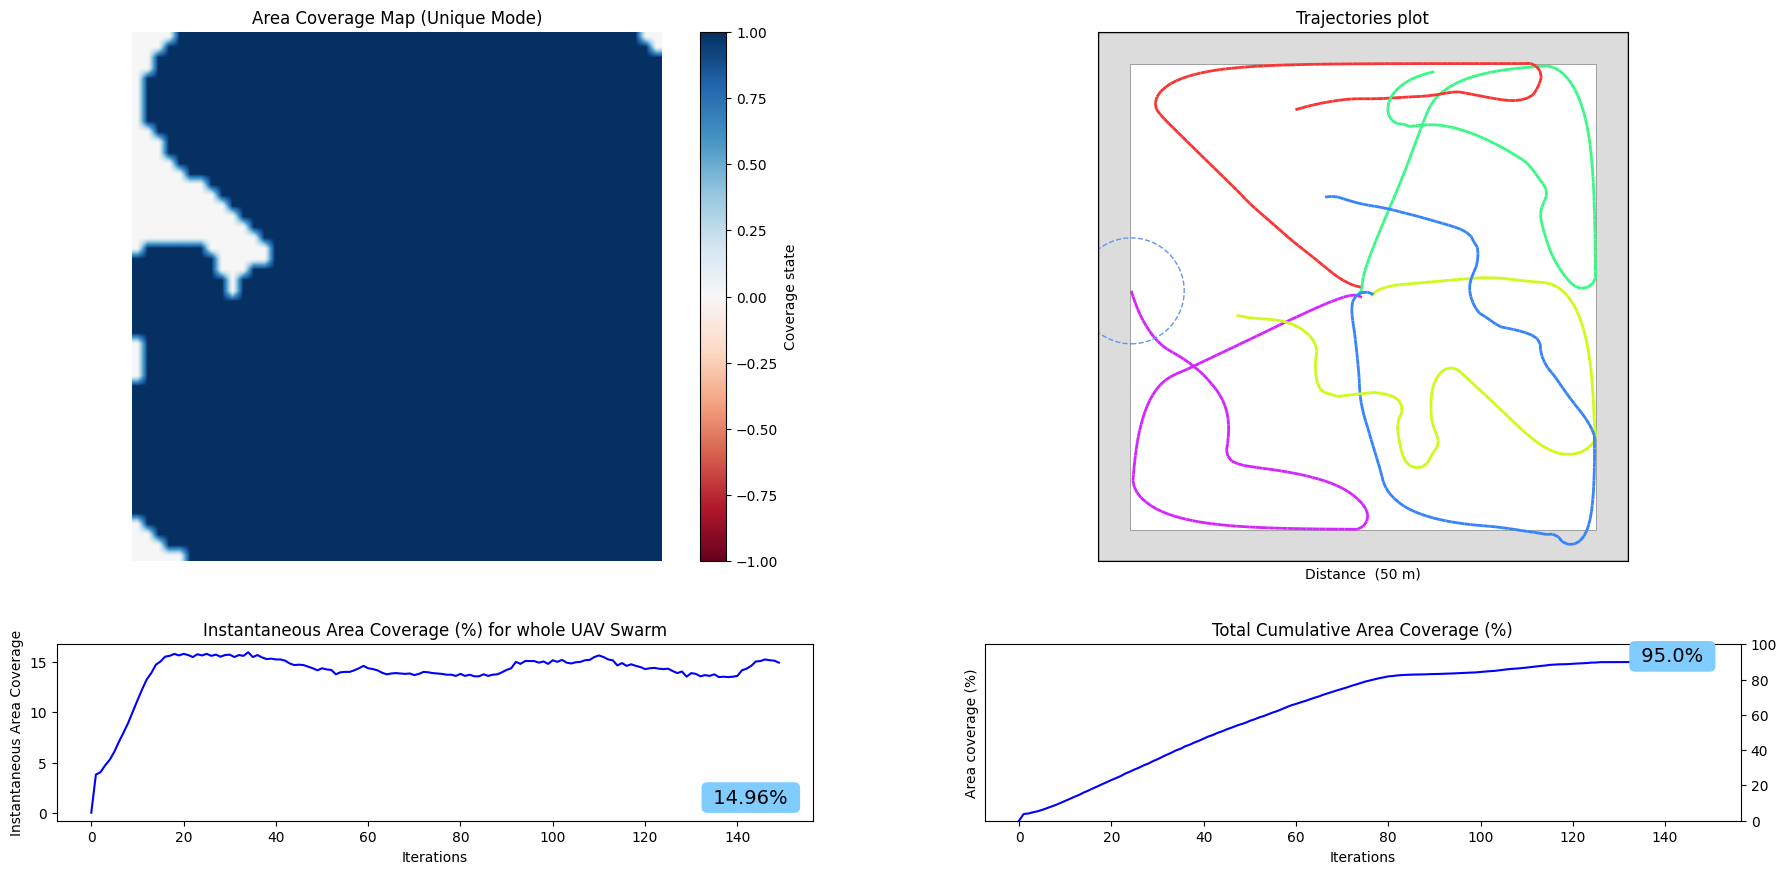 Area Coverage Map (Unique Mode)
1.00
0.75
0.50
0.25
0.00
−0.25
−0.50
−0.75
−1.00
Coverage state
Trajectories plot
Distance  (50 m)
Instantaneous Area Coverage (%) for whole UAV Swarm
Instantaneous Area Coverage
15
10
5
0
14.96%
0 20 40 60 80 100 120 140
Iterations
Total Cumulative Area Coverage (%)
Area coverage (%)
95.0%
100
80
60
40
20
0
0 20 40 60 80 100 120 140
Iterations